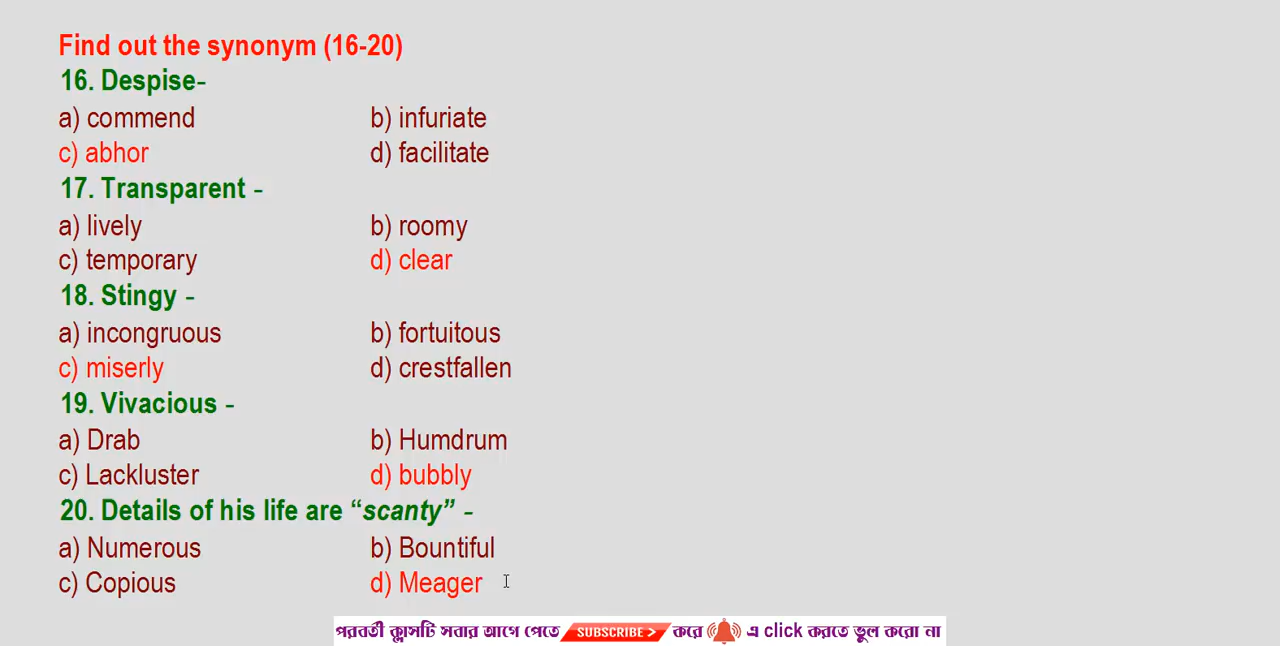 Find out the synonym (16-20)
16. Despise-
a) commend b) infuriate
c) abhor d) facilitate
17. Transparent -
a) lively b) roomy
c) temporary d) clear
18. Stingy -
a) incongruous b) fortuitous
c) miserly d) crestfallen
19. Vivacious -
a) Drab b) Humdrum
c) Lackluster d) bubbly
20. Details of his life are “scanty” -
a) Numerous b) Bountiful
c) Copious d) Meager
পরবর্তী ক্লাসটি সবার আগে পেতে SUBSCRIBE > করে এ click করতে ভুল করো না